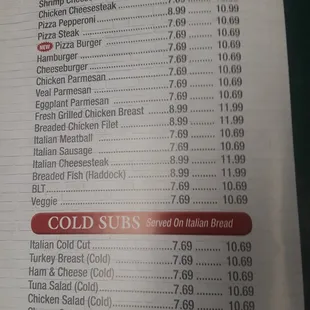 Shrimp Cheesesteak
Chicken Cheesesteak 8.99 10.99
Pizza Pepperoni 7.69 10.69
Pizza Steak 7.69 10.69
NEW Pizza Burger 7.69 10.69
Hamburger 7.69 10.69
Cheeseburger 7.69 10.69
Chicken Parmesan 7.69 10.69
Veal Parmesan 7.69 10.69
Eggplant Parmesan 7.69 10.69
Fresh Grilled Chicken Breast 8.99 11.99
Breaded Chicken Filet 7.69 10.69
Italian Meatball 7.69 10.69
Italian Sausage 7.69 10.69
Italian Cheesesteak 8.99 11.99
Breaded Fish (Haddock) 8.99 11.99
BLT 7.69 10.69
Veggie 7.69 10.69
COLD SUBS Served On Italian Bread
Italian Cold Cut 7.69 10.69
Turkey Breast (Cold) 7.69 10.69
Ham & Cheese (Cold) 7.69 10.69
Tuna Salad (Cold) 7.69 10.69
Chicken Salad (Cold) 7.69 10.69